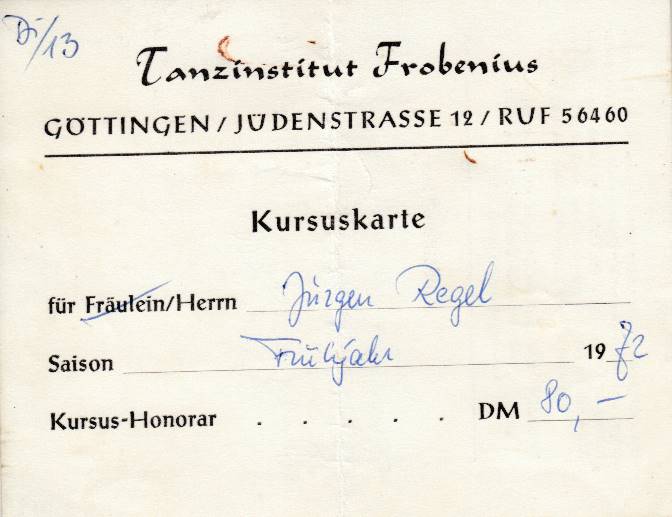 Di/13
Tanzinstitut Frobenius
GÖTTINGEN / JÜDENSTRASSE 12 / RUF 56460
Kursuskarte
für Fräulein/Herrn Jürgen Regel
Saison Frühjahr 1972
Kursus-Honorar . . . . . DM 80,—